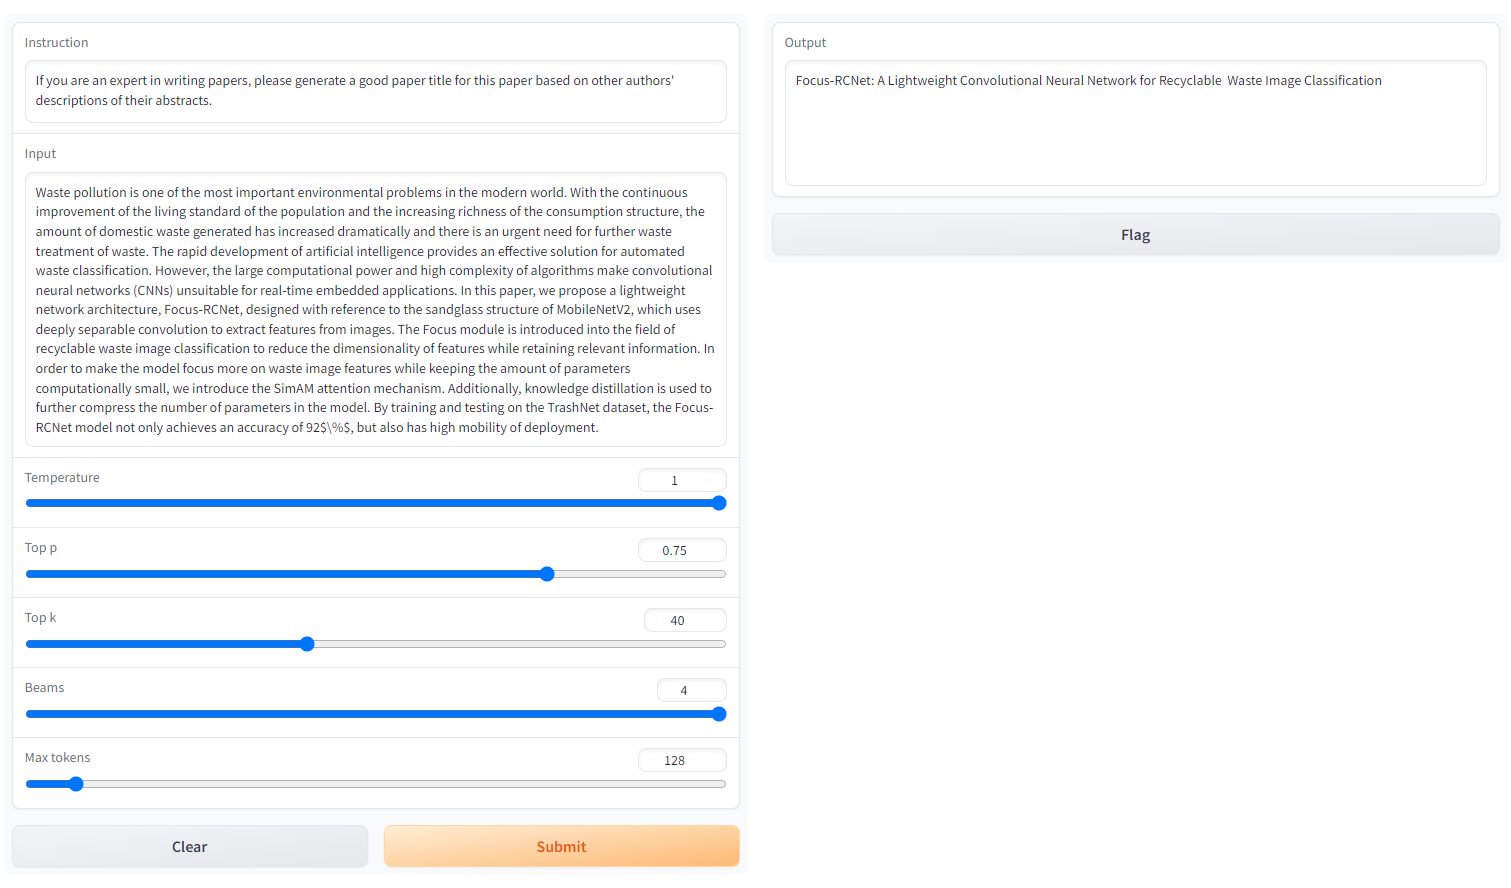 Instruction
If you are an expert in writing papers, please generate a good paper title for this paper based on other authors'
descriptions of their abstracts.
Input
Waste pollution is one of the most important environmental problems in the modern world. With the continuous
improvement of the living standard of the population and the increasing richness of the consumption structure, the
amount of domestic waste generated has increased dramatically and there is an urgent need for further waste
treatment of waste. The rapid development of artificial intelligence provides an effective solution for automated
waste classification. However, the large computational power and high complexity of algorithms make convolutional
neural networks (CNNs) unsuitable for real-time embedded applications. In this paper, we propose a lightweight
network architecture, Focus-RCNet, designed with reference to the sandglass structure of MobileNetV2, which uses
deeply separable convolution to extract features from images. The Focus module is introduced into the field of
recyclable waste image classification to reduce the dimensionality of features while retaining relevant information. In
order to make the model focus more on waste image features while keeping the amount of parameters
computationally small, we introduce the SimAM attention mechanism. Additionally, knowledge distillation is used to
further compress the number of parameters in the model. By training and testing on the TrashNet dataset, the Focus-
RCNet model not only achieves an accuracy of 92$\%$, but also has high mobility of deployment.
Temperature
1
Top p
0.75
Top k
40
Beams
4
Max tokens
128
Clear
Submit
Output
Focus-RCNet: A Lightweight Convolutional Neural Network for Recyclable  Waste Image Classification
Flag